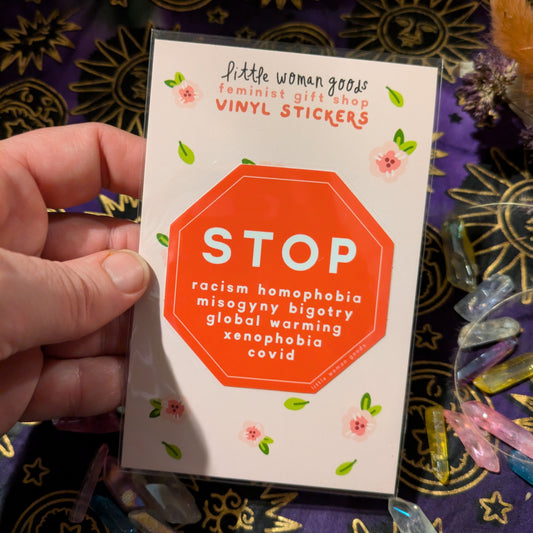 little woman goods
feminist gift shop
VINYL STICKERS
STOP
racism homophobia
misogyny bigotry
global warming
xenophobia
covid
little woman goods